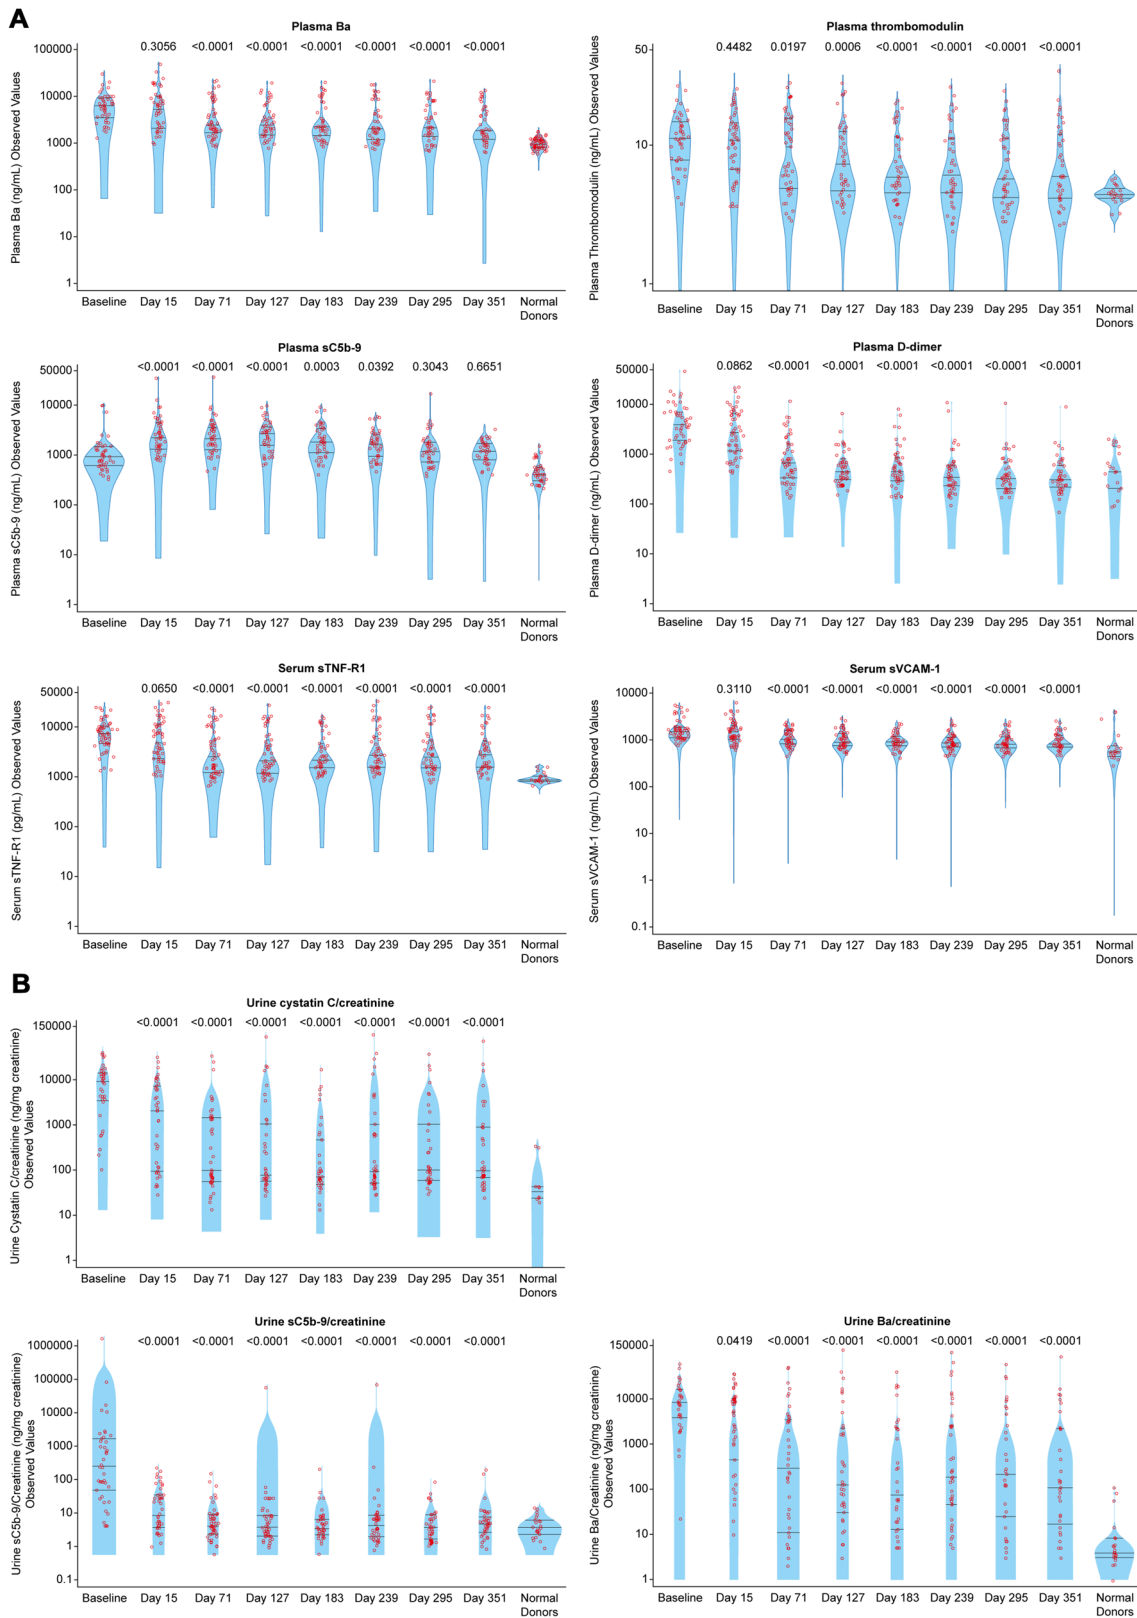 A
Plasma Ba
0.3056 <0.0001 <0.0001 <0.0001 <0.0001 <0.0001 <0.0001
Plasma Ba (ng/mL) Observed Values
100000
10000
1000
100
10
1
Baseline Day 15 Day 71 Day 127 Day 183 Day 239 Day 295 Day 351 Normal
Donors
Plasma thrombomodulin
0.4482 0.0197 0.0006 <0.0001 <0.0001 <0.0001 <0.0001
Plasma Thrombomodulin (ng/mL) Observed Values
50
10
1
Baseline Day 15 Day 71 Day 127 Day 183 Day 239 Day 295 Day 351 Normal
Donors
Plasma sC5b-9
<0.0001 <0.0001 <0.0001 0.0003 0.0392 0.3043 0.6651
Plasma sC5b-9 (ng/mL) Observed Values
50000
10000
1000
100
10
1
Baseline Day 15 Day 71 Day 127 Day 183 Day 239 Day 295 Day 351 Normal
Donors
Plasma D-dimer
0.0862 <0.0001 <0.0001 <0.0001 <0.0001 <0.0001 <0.0001
Plasma D-dimer (ng/mL) Observed Values
50000
10000
1000
100
10
1
Baseline Day 15 Day 71 Day 127 Day 183 Day 239 Day 295 Day 351 Normal
Donors
Serum sTNF-R1
0.0650 <0.0001 <0.0001 <0.0001 <0.0001 <0.0001 <0.0001
Serum sTNF-R1 (pg/mL) Observed Values
50000
10000
1000
100
10
1
Baseline Day 15 Day 71 Day 127 Day 183 Day 239 Day 295 Day 351 Normal
Donors
Serum sVCAM-1
0.3110 <0.0001 <0.0001 <0.0001 <0.0001 <0.0001 <0.0001
Serum sVCAM-1 (ng/mL) Observed Values
10000
1000
100
10
1
0.1
Baseline Day 15 Day 71 Day 127 Day 183 Day 239 Day 295 Day 351 Normal
Donors
B
Urine cystatin C/creatinine
<0.0001 <0.0001 <0.0001 <0.0001 <0.0001 <0.0001 <0.0001
Urine Cystatin C/creatinine (ng/mg creatinine)
Observed Values
150000
10000
1000
100
10
1
Baseline Day 15 Day 71 Day 127 Day 183 Day 239 Day 295 Day 351 Normal
Donors
Urine sC5b-9/creatinine
<0.0001 <0.0001 <0.0001 <0.0001 <0.0001 <0.0001 <0.0001
Urine sC5b-9/Creatinine (ng/mg creatinine)
Observed Values
1000000
100000
10000
1000
100
10
1
0.1
Baseline Day 15 Day 71 Day 127 Day 183 Day 239 Day 295 Day 351 Normal
Donors
Urine Ba/creatinine
0.0419 <0.0001 <0.0001 <0.0001 <0.0001 <0.0001 <0.0001
Urine Ba/Creatinine (ng/mg creatinine)
Observed Values
150000
10000
1000
100
10
1
Baseline Day 15 Day 71 Day 127 Day 183 Day 239 Day 295 Day 351 Normal
Donors